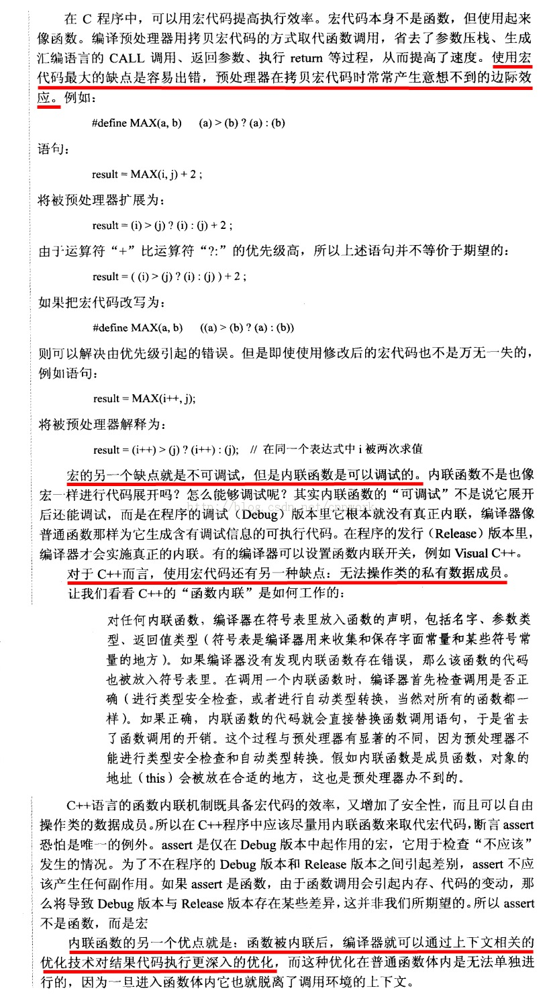 在 C 程序中，可以用宏代码提高执行效率。宏代码本身不是函数，但使用起来
像函数。编译预处理器用拷贝宏代码的方式取代函数调用，省去了参数压栈、生成
汇编语言的 CALL 调用、返回参数、执行 return 等过程，从而提高了速度。使用宏
代码最大的缺点是容易出错，预处理器在拷贝宏代码时常常产生意想不到的边际效
应。例如：
#define MAX(a, b) (a) > (b) ? (a) : (b)
语句：
result = MAX(i, j) + 2 ;
将被预处理器扩展为：
result = (i) > (j) ? (i) : (j) + 2 ;
由于运算符“+”比运算符“?:”的优先级高，所以上述语句并不等价于期望的：
result = ( (i) > (j) ? (i) : (j) ) + 2 ;
如果把宏代码改写为：
#define MAX(a, b) ((a) > (b) ? (a) : (b))
则可以解决由优先级引起的错误。但是即使使用修改后的宏代码也不是万无一失的，
例如语句：
result = MAX(i++, j);
将被预处理器解释为：
result = (i++) > (j) ? (i++) : (j); // 在同一个表达式中 i 被两次求值
宏的另一个缺点就是不可调试，但是内联函数是可以调试的。内联函数不是也像
宏一样进行代码展开吗？怎么能够调试呢？其实内联函数的“可调试”不是说它展开
http://blog.csdn.net/cppwork
后还能调试，而是在程序的调试（Debug）版本里它根本就没有真正内联，编译器像
普通函数那样为它生成含有调试信息的可执行代码。在程序的发行（Release）版本里，
编译器才会实施真正的内联。有的编译器可以设置函数内联开关，例如 Visual C++。
对于 C++而言，使用宏代码还有另一种缺点：无法操作类的私有数据成员。
让我们看看 C++的“函数内联”是如何工作的：
对任何内联函数，编译器在符号表里放入函数的声明，包括名字、参数类
型、返回值类型（符号表是编译器用来收集和保存字面常量和某些符号常
量的地方）。如果编译器没有发现内联函数存在错误，那么该函数的代码
也被放入符号表里。在调用一个内联函数时，编译器首先检查调用是否正
确（进行类型安全检查，或者进行自动类型转换，当然对所有的函数都一
样）。如果正确，内联函数的代码就会直接替换函数调用语句，于是省去
了函数调用的开销。这个过程与预处理器有显著的不同，因为预处理器不
能进行类型安全检查和自动类型转换。假如内联函数是成员函数，对象的
地址（this）会被放在合适的地方，这也是预处理器办不到的。
C++语言的函数内联机制既具备宏代码的效率，又增加了安全性，而且可以自由
操作类的数据成员。所以在C++程序中应该尽量用内联函数来取代宏代码，断言 assert
恐怕是唯一的例外。assert 是仅在 Debug 版本中起作用的宏，它用于检查“不应该”
发生的情况。为了不在程序的 Debug 版本和 Release 版本之间引起差别，assert 不应
该产生任何副作用。如果 assert 是函数，由于函数调用会引起内存、代码的变动，那
么将导致 Debug 版本与 Release 版本存在某些差异，这并非我们所期望的。所以 assert
不是函数，而是宏
内联函数的另一个优点就是：函数被内联后，编译器就可以通过上下文相关的
优化技术对结果代码执行更深入的优化，而这种优化在普通函数体内是无法单独进
行的，因为一旦进入函数体内它也就脱离了调用环境的上下文。